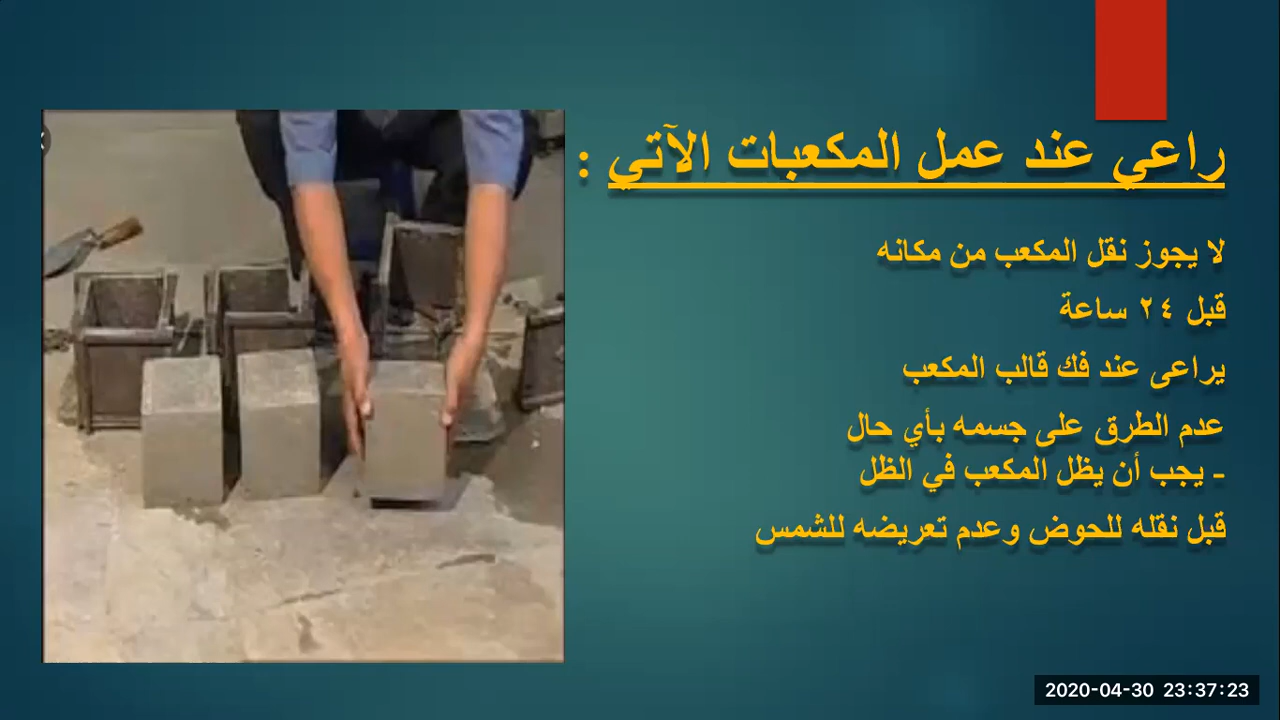 راعي عند عمل المكعبات الآتي :
لا يجوز نقل المكعب من مكانه
قبل ٢٤ ساعة
يراعى عند فك قالب المكعب
عدم الطرق على جسمه بأي حال
- يجب أن يظل المكعب في الظل
قبل نقله للحوض وعدم تعريضه للشمس
2020-04-30 23:37:23